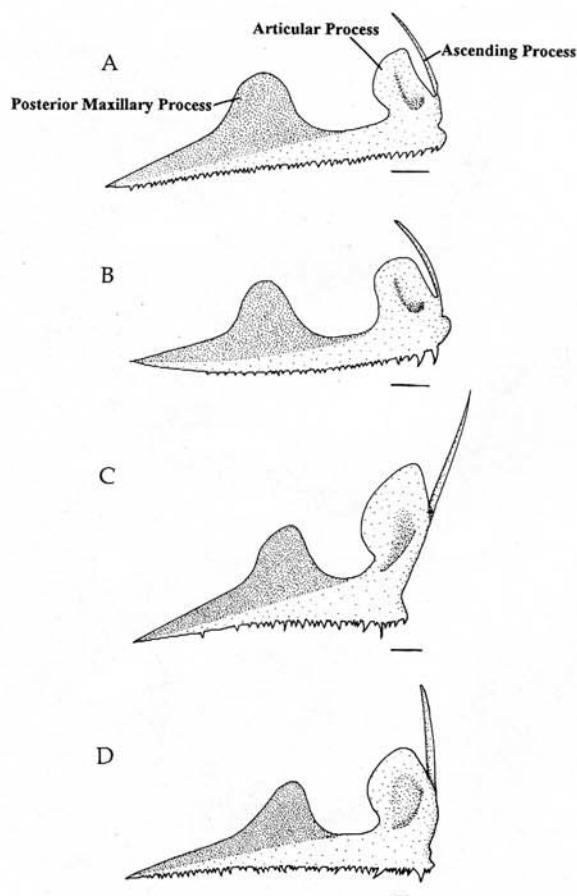 Articular Process
Ascending Process
A
Posterior Maxillary Process
B
C
D